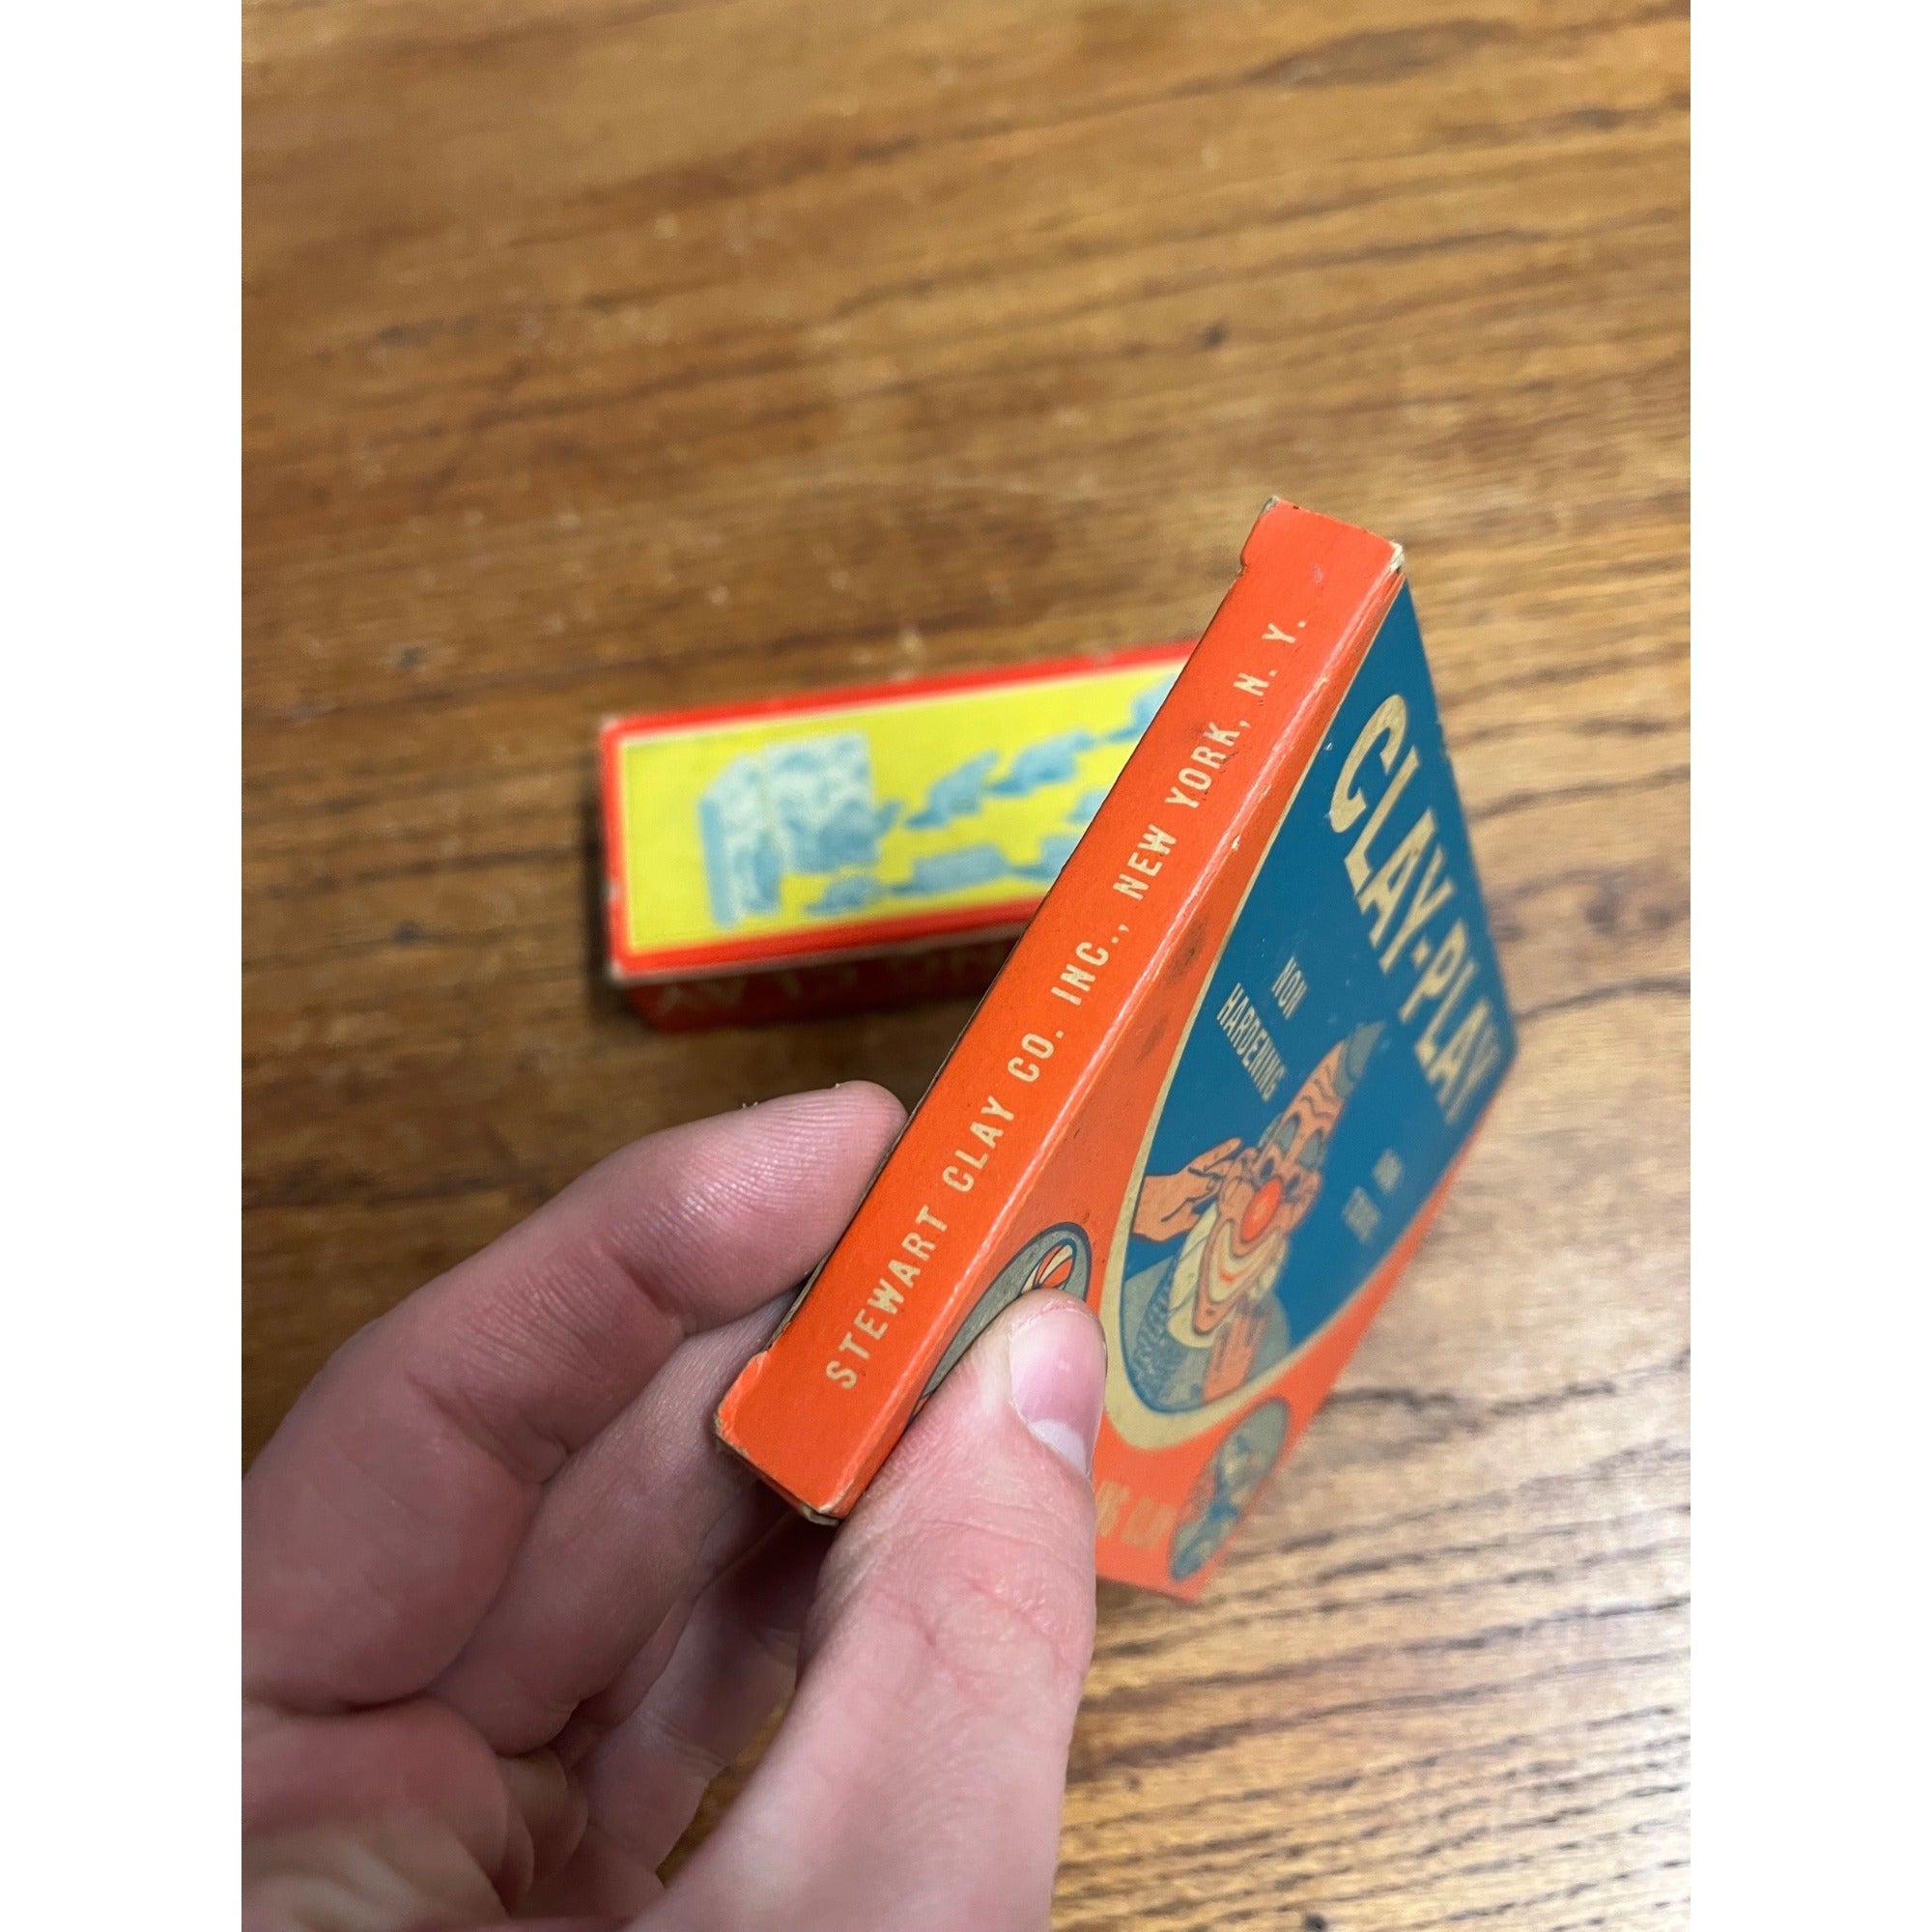 STEWART CLAY CO. INC., NEW YORK, N. Y.
CLAY-PLAY
NON
HARDENING